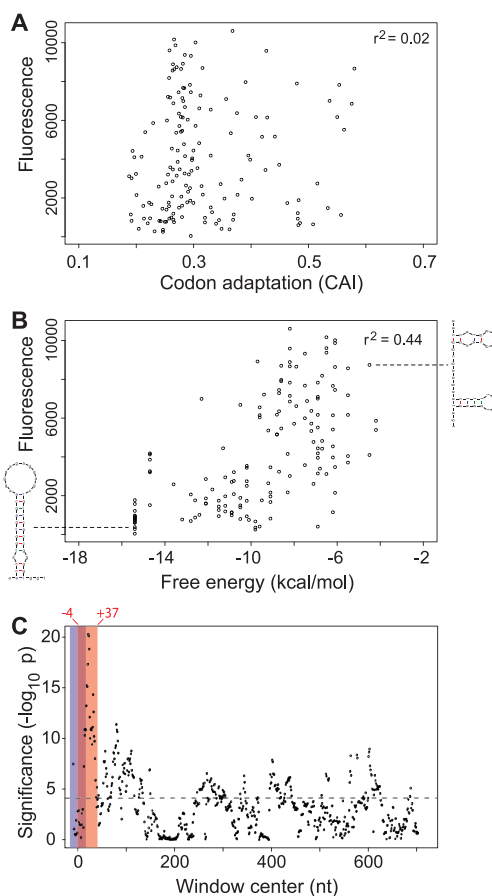 A
r² = 0.02
Fluorescence
2000 6000 10000
0.1 0.3 0.5 0.7
Codon adaptation (CAI)
B
r² = 0.44
Fluorescence
2000 6000 10000
-18 -14 -10 -6 -2
Free energy (kcal/mol)
C
-4 +37
Significance (-log₁₀ p)
20
15
10
5
0
0 200 400 600
Window center (nt)